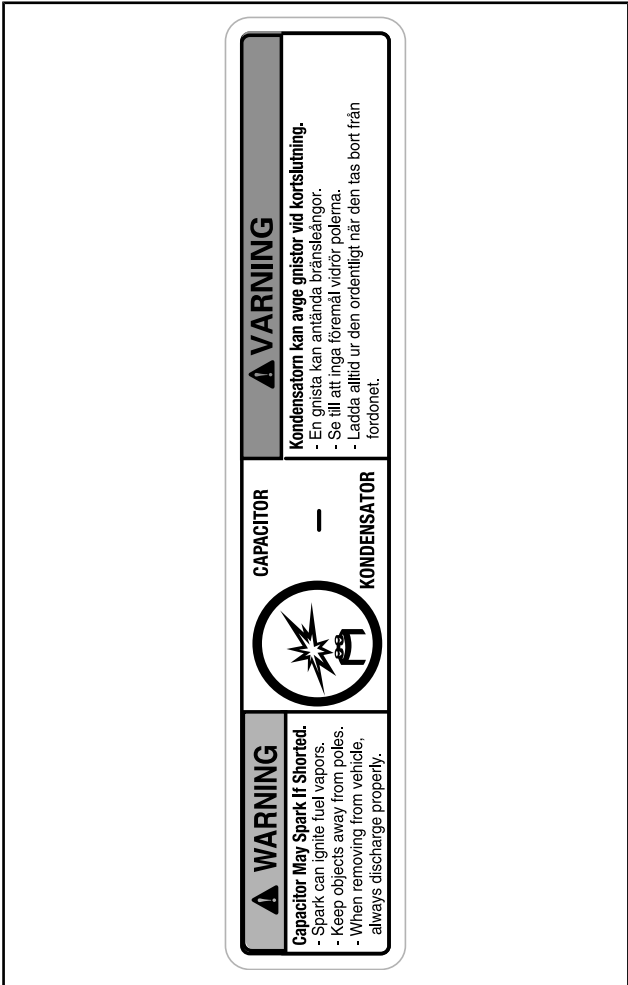 ⚠ WARNING
Capacitor May Spark If Shorted.
- Spark can ignite fuel vapors.
- Keep objects away from poles.
- When removing from vehicle,
always discharge properly.
CAPACITOR
–
KONDENSATOR
⚠ VARNING
Kondensatorn kan avge gnistor vid kortslutning.
- En gnista kan antända bränsleångor.
- Se till att inga föremål vidrör polerna.
- Ladda alltid ur den ordentligt när den tas bort från
fordonet.